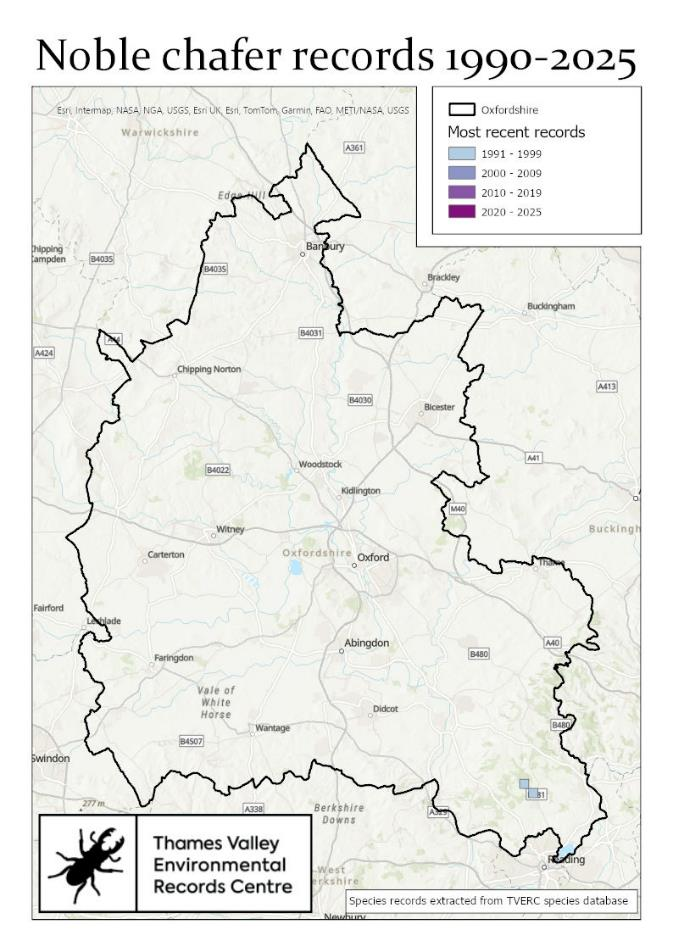 Noble chafer records 1990-2025
Esri, Intermap, NASA, NGA, USGS, Esri UK, Esri, TomTom, Garmin, FAO, METI/NASA, USGS
Oxfordshire
Most recent records
1991 - 1999
2000 - 2009
2010 - 2019
2020 - 2025
Warwickshire
A361
Edge Hill
Banbury
Chipping
Campden
B4035
B4035
Brackley
Buckingham
B4031
A44
A424
Chipping Norton
A413
B4030
Bicester
A41
Woodstock
B4022
Kidlington
M40
Witney
Buckingh
Oxfordshire
Carterton
Oxford
Thame
Fairford
Lechlade
Abingdon
A40
B480
Faringdon
Vale of
White
Horse
Didcot
B480
Wantage
B4507
Swindon
277 m
A338
Berkshire
Downs
A329
Reading
West
erkshire
Newbury
Thames Valley
Environmental
Records Centre
Species records extracted from TVERC species database